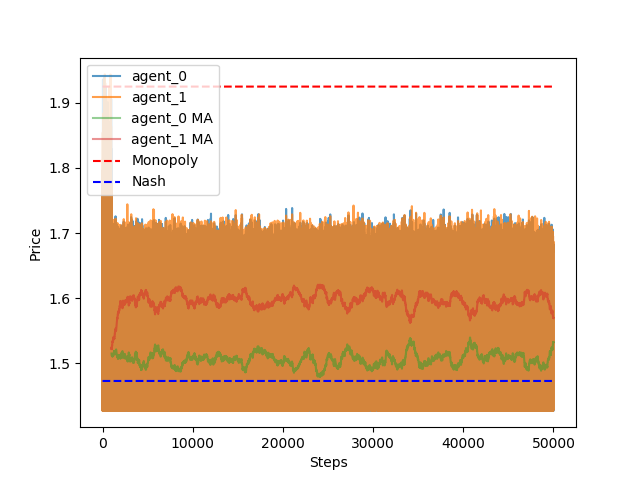 agent_0
agent_1
agent_0 MA
agent_1 MA
Monopoly
Nash
Price
1.9
1.8
1.7
1.6
1.5
0 10000 20000 30000 40000 50000
Steps